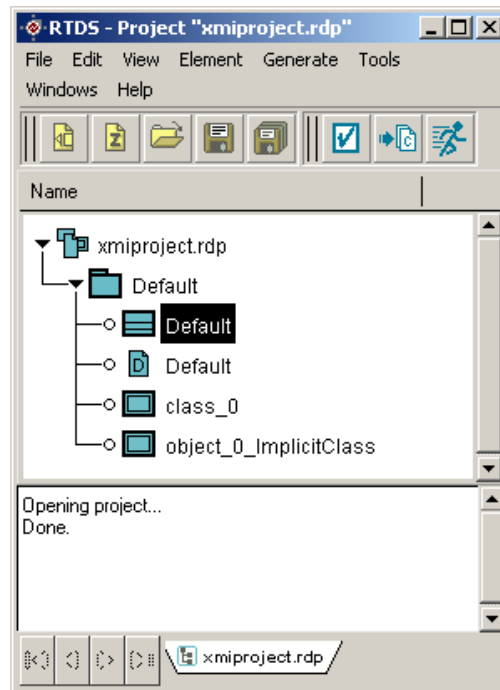 RTDS - Project "xmiproject.rdp"
File Edit View Element Generate Tools
Windows Help
Name
xmiproject.rdp
Default
Default
D Default
class_0
object_0_ImplicitClass
Opening project...
Done.
xmiproject.rdp